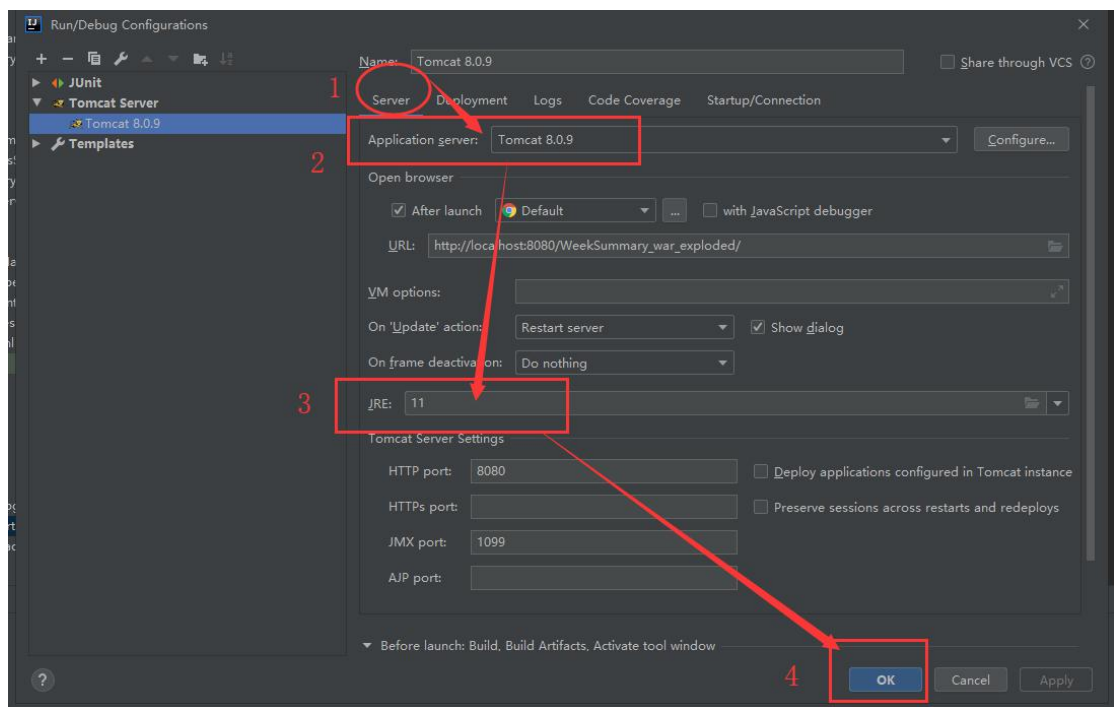 Run/Debug Configurations
Name: Tomcat 8.0.9
Share through VCS
JUnit
Tomcat Server
Tomcat 8.0.9
Templates
1
Server Deployment Logs Code Coverage Startup/Connection
2
Application server: Tomcat 8.0.9 Configure...
Open browser
After launch Default ... with JavaScript debugger
URL: http://localhost:8080/WeekSummary_war_exploded/
VM options:
On 'Update' action: Restart server Show dialog
On frame deactivation: Do nothing
3
JRE: 11
Tomcat Server Settings
HTTP port: 8080 Deploy applications configured in Tomcat instance
HTTPs port: Preserve sessions across restarts and redeploys
JMX port: 1099
AJP port:
Before launch: Build, Build Artifacts, Activate tool window
4
? OK Cancel Apply